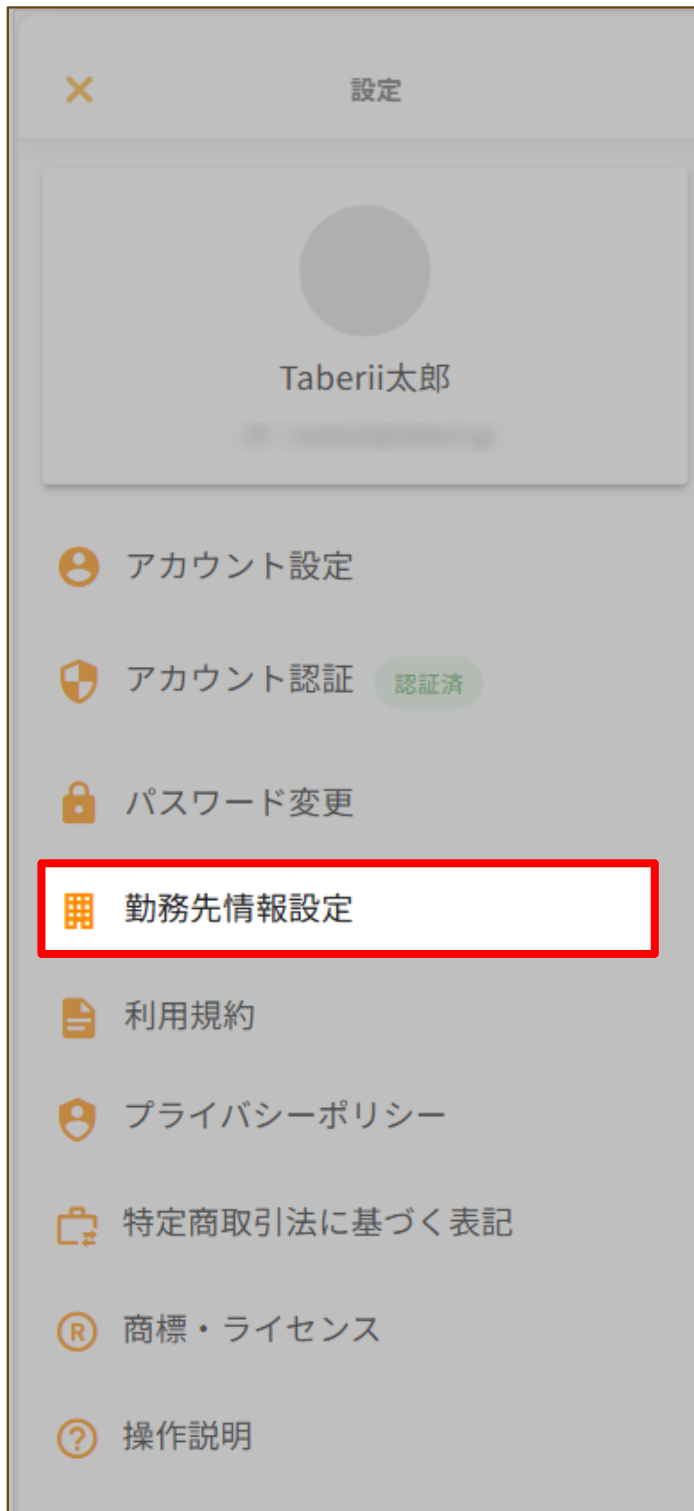 設定
Taberii太郎
アカウント設定
アカウント認証 認証済
パスワード変更
勤務先情報設定
利用規約
プライバシーポリシー
特定商取引法に基づく表記
商標・ライセンス
操作説明